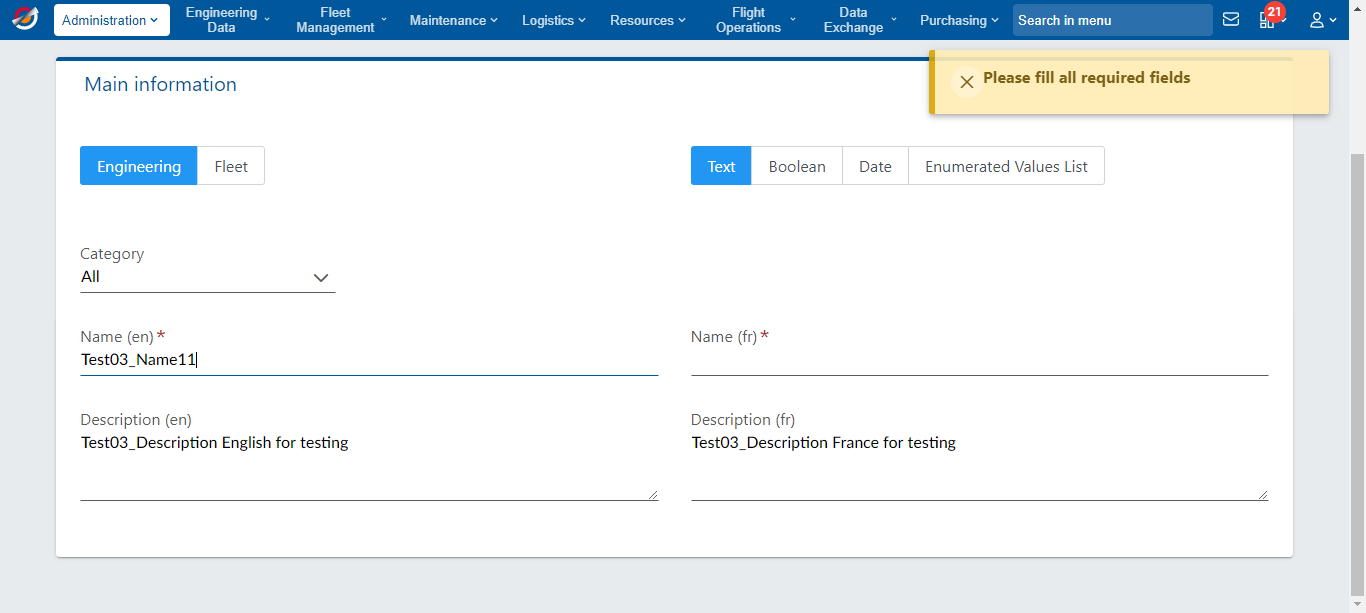 Administration
Engineering
Data
Fleet
Management
Maintenance
Logistics
Resources
Flight
Operations
Data
Exchange
Purchasing
Search in menu
21
Main information
Please fill all required fields
Engineering
Fleet
Text
Boolean
Date
Enumerated Values List
Category
All
Name (en) *
Name (fr) *
Test03_Name11
Description (en)
Description (fr)
Test03_Description English for testing
Test03_Description France for testing